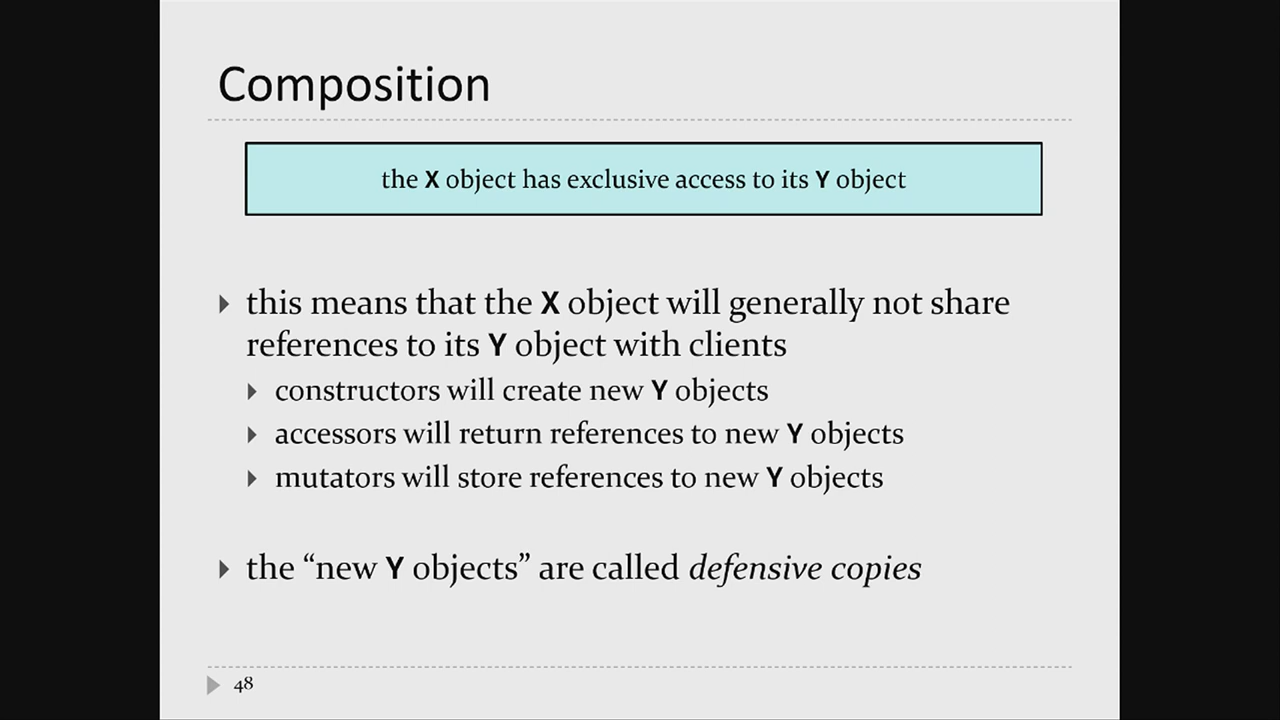 Composition
the X object has exclusive access to its Y object
this means that the X object will generally not share
references to its Y object with clients
constructors will create new Y objects
accessors will return references to new Y objects
mutators will store references to new Y objects
the “new Y objects” are called defensive copies
48